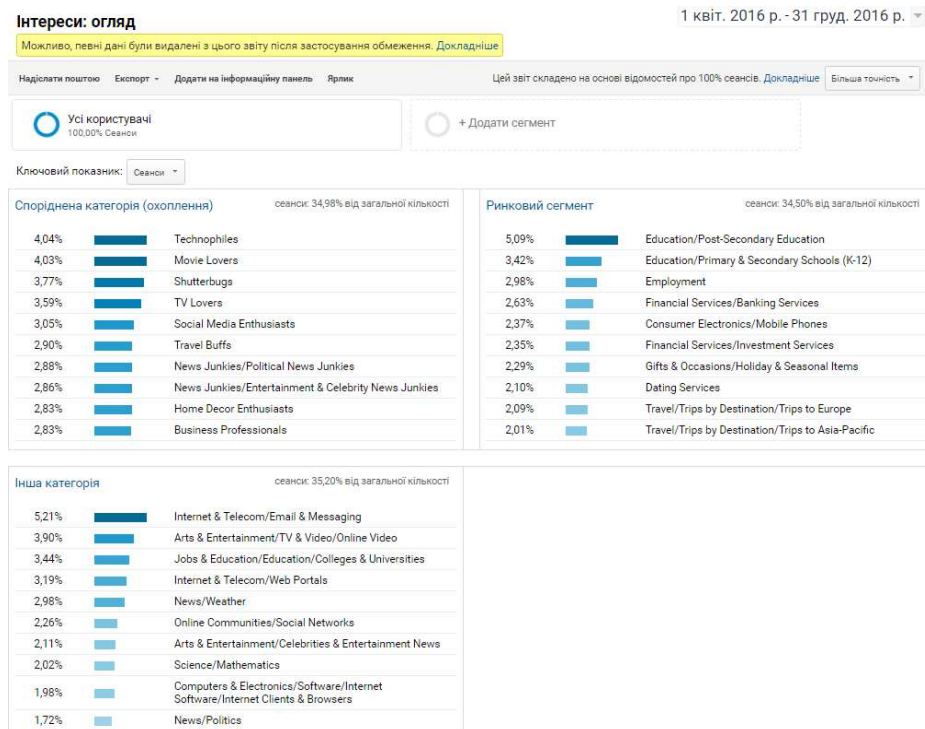 Інтереси: огляд
1 квіт. 2016 р. - 31 груд. 2016 р.
Можливо, певні дані були видалені з цього звіту після застосування обмеження. Докладніше
Надіслати поштою Експорт Додати на інформаційну панель Ярлик
Цей звіт складено на основі відомостей про 100% сеансів. Докладніше Більша точність
Усі користувачі
100,00% Сеанси
+ Додати сегмент
Ключовий показник: Сеанси
Споріднена категорія (охоплення) сеанси: 34,98% від загальної кількості
4,04% Technophiles
4,03% Movie Lovers
3,77% Shutterbugs
3,59% TV Lovers
3,05% Social Media Enthusiasts
2,90% Travel Buffs
2,88% News Junkies/Political News Junkies
2,86% News Junkies/Entertainment & Celebrity News Junkies
2,83% Home Decor Enthusiasts
2,83% Business Professionals
Ринковий сегмент сеанси: 34,50% від загальної кількості
5,09% Education/Post-Secondary Education
3,42% Education/Primary & Secondary Schools (K-12)
2,98% Employment
2,63% Financial Services/Banking Services
2,37% Consumer Electronics/Mobile Phones
2,35% Financial Services/Investment Services
2,29% Gifts & Occasions/Holiday & Seasonal Items
2,10% Dating Services
2,09% Travel/Trips by Destination/Trips to Europe
2,01% Travel/Trips by Destination/Trips to Asia-Pacific
Інша категорія сеанси: 35,20% від загальної кількості
5,21% Internet & Telecom/Email & Messaging
3,90% Arts & Entertainment/TV & Video/Online Video
3,44% Jobs & Education/Education/Colleges & Universities
3,19% Internet & Telecom/Web Portals
2,98% News/Weather
2,26% Online Communities/Social Networks
2,11% Arts & Entertainment/Celebrities & Entertainment News
2,02% Science/Mathematics
1,98% Computers & Electronics/Software/Internet
Software/Internet Clients & Browsers
1,72% News/Politics